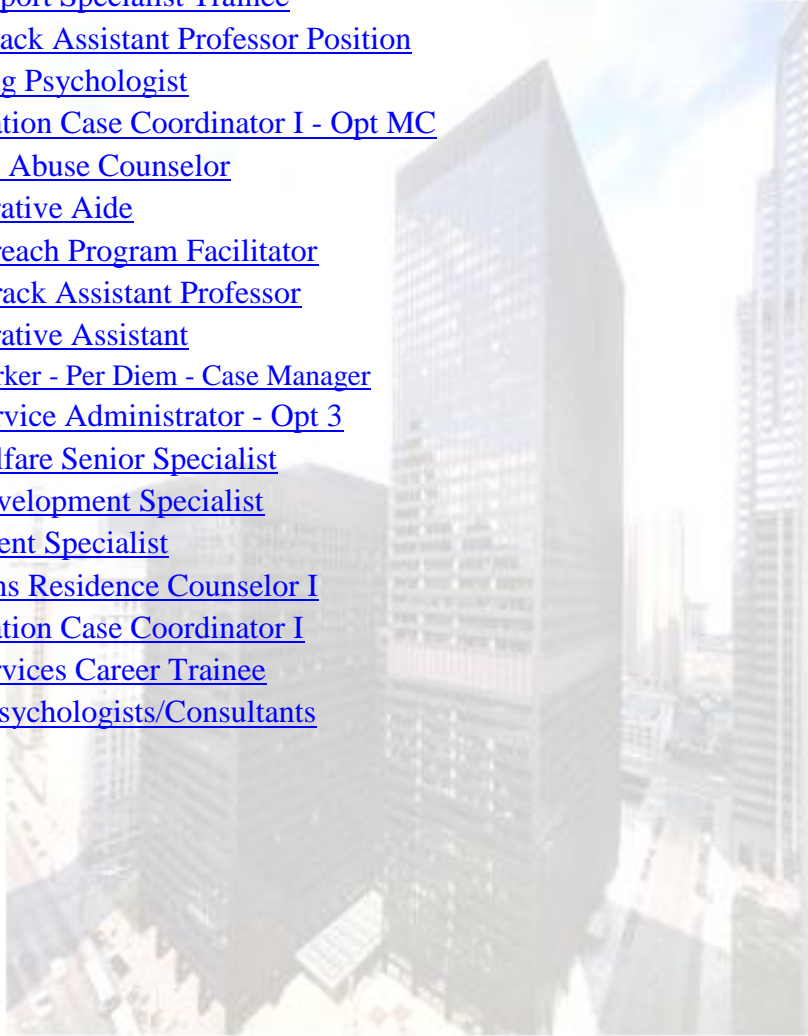 port Specialist Trainee
ack Assistant Professor Position
g Psychologist
ation Case Coordinator I - Opt MC
Abuse Counselor
rative Aide
reach Program Facilitator
rack Assistant Professor
rative Assistant
rker - Per Diem - Case Manager
rvice Administrator - Opt 3
lfare Senior Specialist
velopment Specialist
ent Specialist
ns Residence Counselor I
ation Case Coordinator I
rvices Career Trainee
sychologists/Consultants